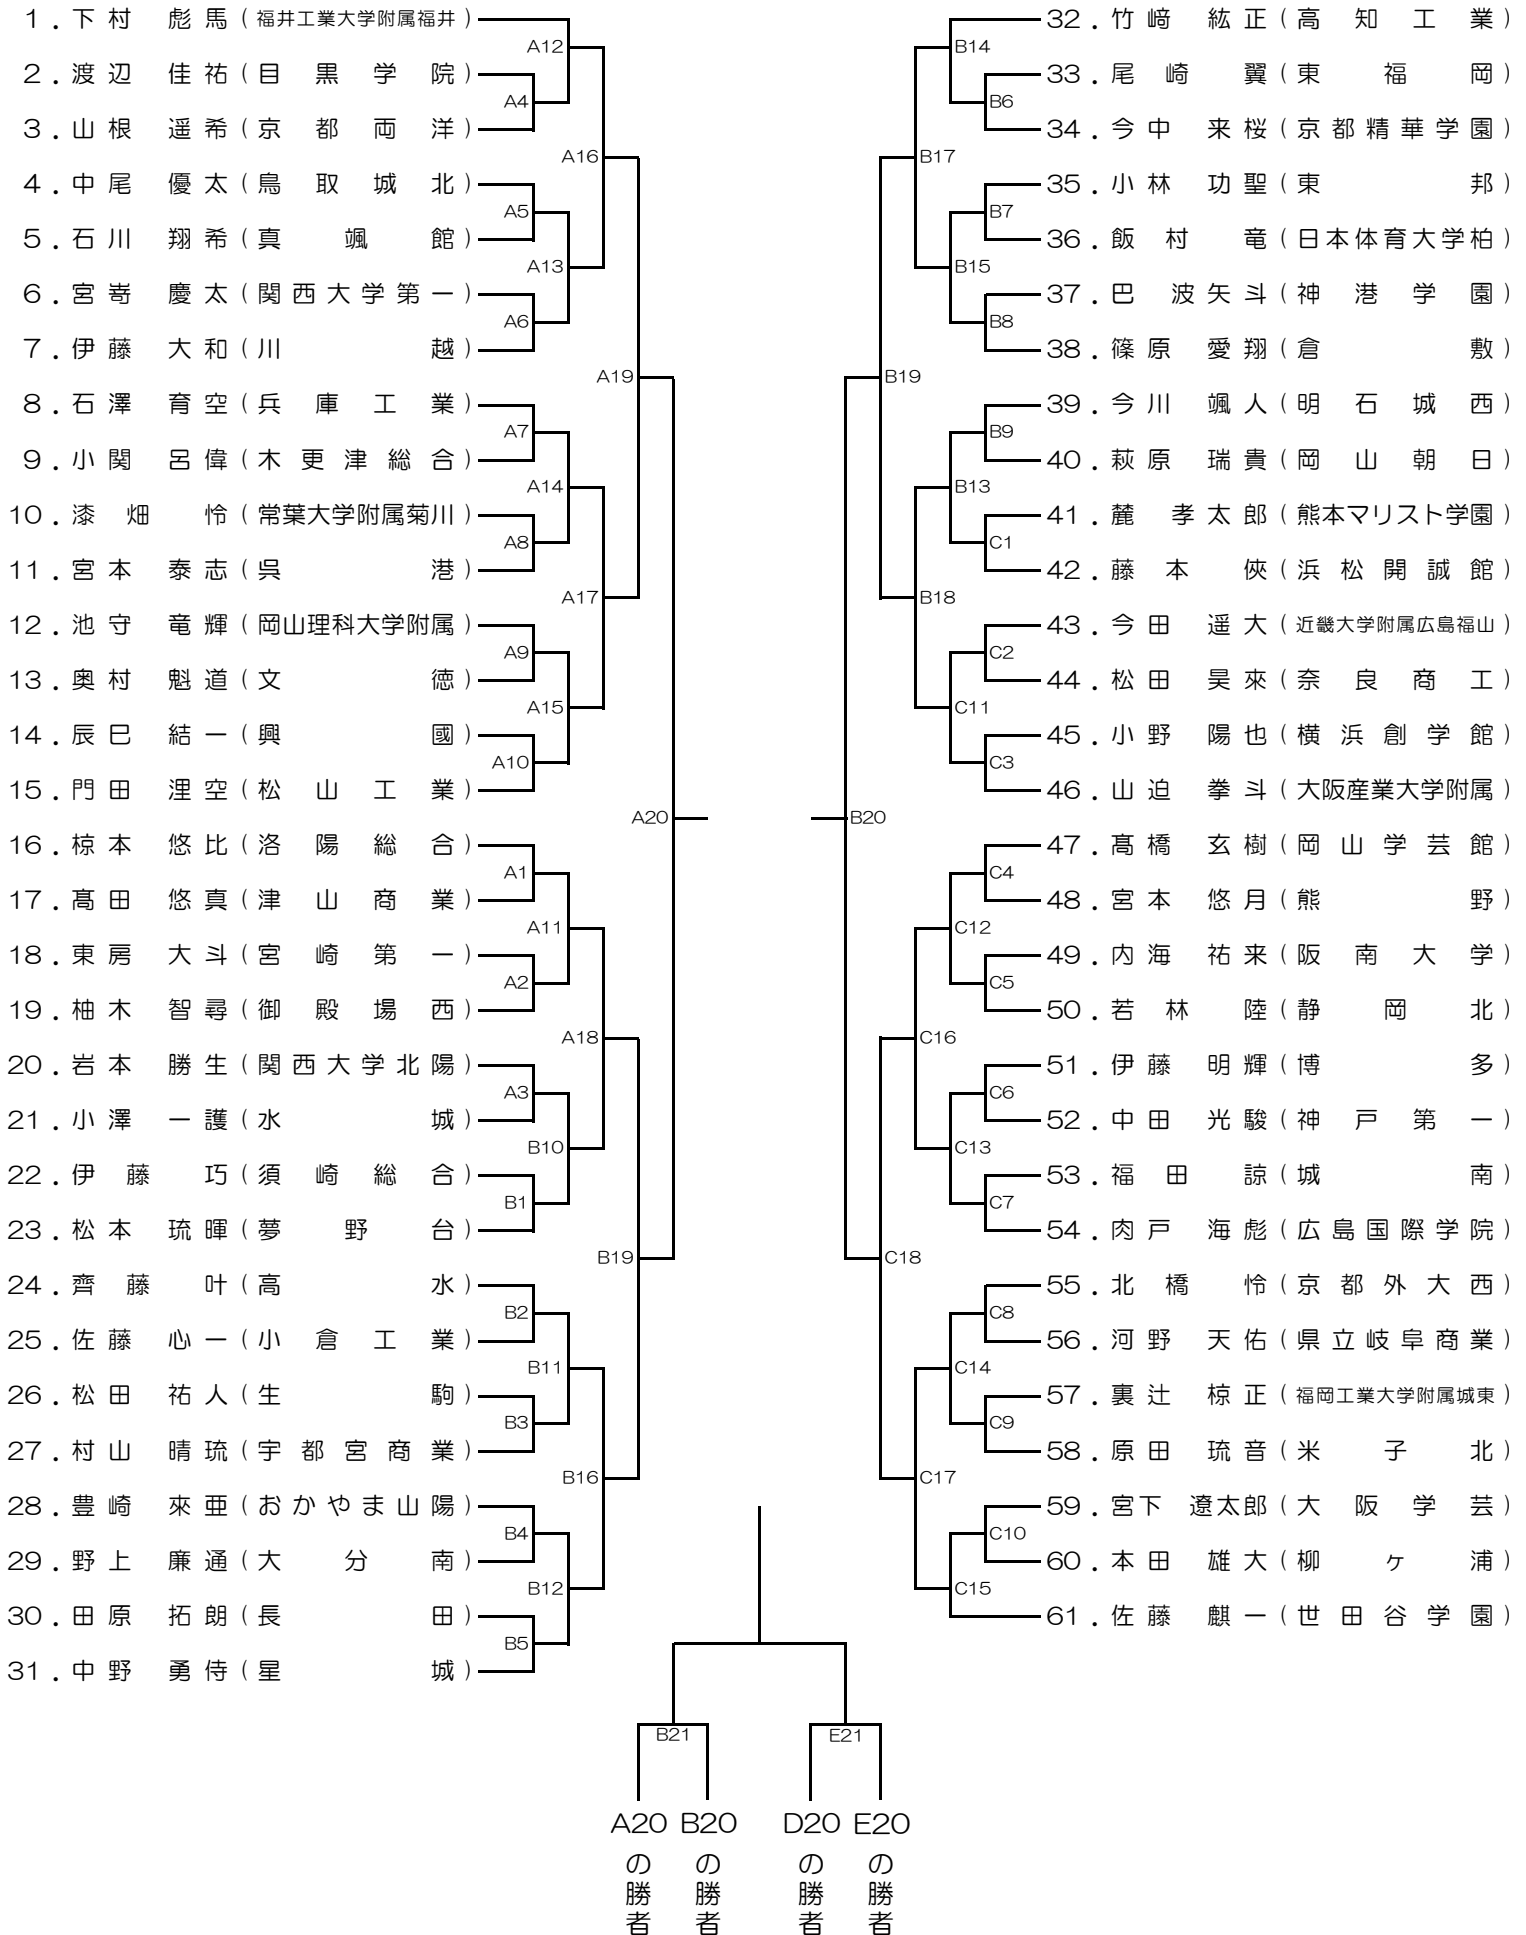 1．下村 彪馬（福井工業大学附属福井）
2．渡辺 佳祐（目黒学院）
3．山根 遥希（京都両洋）
4．中尾 優太（鳥取城北）
5．石川 翔希（真颯館）
6．宮嵜 慶太（関西大学第一）
7．伊藤 大和（川越）
8．石澤 育空（兵庫工業）
9．小関 呂偉（木更津総合）
10．漆畑 怜（常葉大学附属菊川）
11．宮本 泰志（呉港）
12．池守 竜輝（岡山理科大学附属）
13．奥村 魁道（文徳）
14．辰巳 結一（興國）
15．門田 浬空（松山工業）
16．椋本 悠比（洛陽総合）
17．髙田 悠真（津山商業）
18．東房 大斗（宮崎第一）
19．柚木 智尋（御殿場西）
20．岩本 勝生（関西大学北陽）
21．小澤 一護（水城）
22．伊藤 巧（須崎総合）
23．松本 琉暉（夢野台）
24．齊藤 叶（高水）
25．佐藤 心一（小倉工業）
26．松田 祐人（生駒）
27．村山 晴琉（宇都宮商業）
28．豊崎 來亜（おかやま山陽）
29．野上 廉通（大分南）
30．田原 拓朗（長田）
31．中野 勇侍（星城）
A12
A4
A16
A5
A13
A6
A19
A7
A14
A8
A17
A9
A15
A10
A20
A1
A11
A2
A18
A3
B10
B1
B19
B2
B11
B3
B16
B4
B12
B5
32．竹﨑 紘正（高知工業）
33．尾崎 翼（東福岡）
34．今中 来桜（京都精華学園）
35．小林 功聖（東邦）
36．飯村 竜（日本体育大学柏）
37．巴 波矢斗（神港学園）
38．篠原 愛翔（倉敷）
39．今川 颯人（明石城西）
40．萩原 瑞貴（岡山朝日）
41．麓 孝太郎（熊本マリスト学園）
42．藤本 俠（浜松開誠館）
43．今田 遥大（近畿大学附属広島福山）
44．松田 昊來（奈良商工）
45．小野 陽也（横浜創学館）
46．山迫 拳斗（大阪産業大学附属）
47．髙橋 玄樹（岡山学芸館）
48．宮本 悠月（熊野）
49．内海 祐来（阪南大学）
50．若林 陸（静岡北）
51．伊藤 明輝（博多）
52．中田 光駿（神戸第一）
53．福田 諒（城南）
54．肉戸 海彪（広島国際学院）
55．北橋 怜（京都外大西）
56．河野 天佑（県立岐阜商業）
57．裏辻 椋正（福岡工業大学附属城東）
58．原田 琉音（米子北）
59．宮下 遼太郎（大阪学芸）
60．本田 雄大（柳ヶ浦）
61．佐藤 麒一（世田谷学園）
B14
B6
B17
B7
B15
B8
B19
B9
B13
C1
B18
C2
C11
C3
B20
C4
C12
C5
C16
C6
C13
C7
C18
C8
C14
C9
C17
C10
C15
B21
E21
A20の勝者
B20の勝者
D20の勝者
E20の勝者